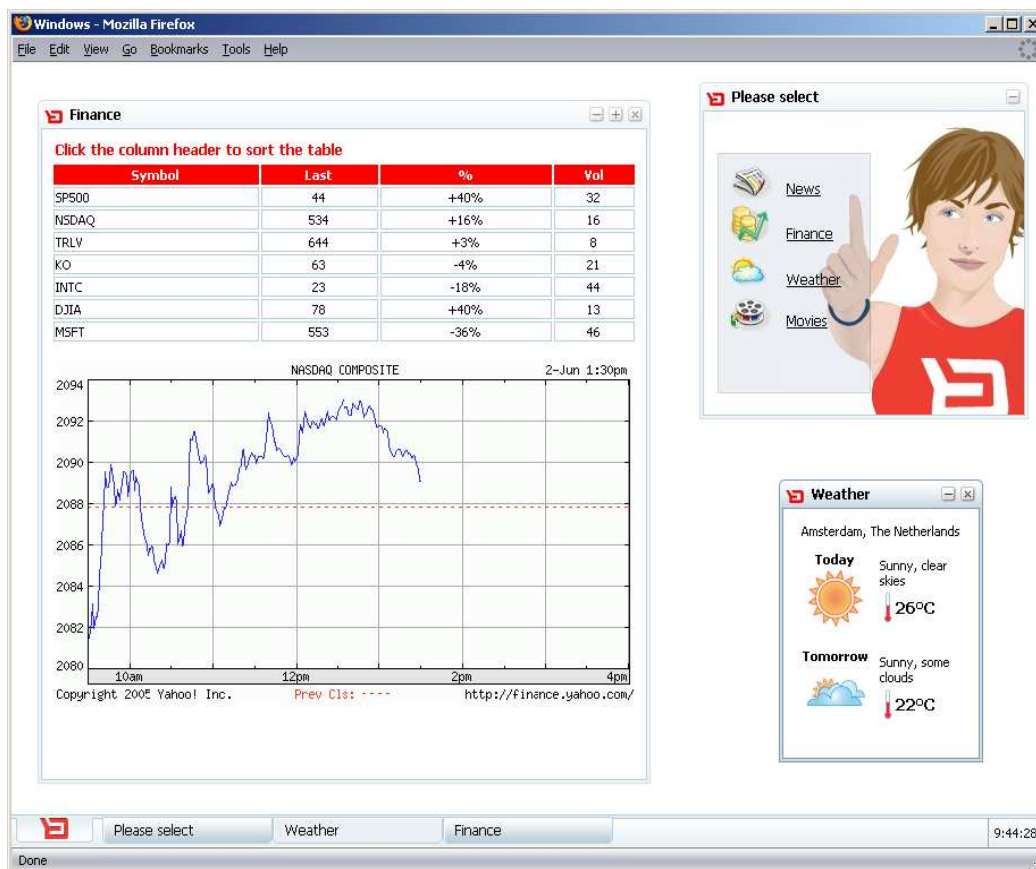 Windows - Mozilla Firefox
File Edit View Go Bookmarks Tools Help
Finance
Click the column header to sort the table
Symbol Last % Vol
SP500 44 +40% 32
NSDAQ 534 +16% 16
TRLV 644 +3% 8
KO 63 -4% 21
INTC 23 -18% 44
DJIA 78 +40% 13
MSFT 553 -36% 46
NASDAQ COMPOSITE 2-Jun 1:30pm
2094
2092
2090
2088
2086
2084
2082
2080
10am 12pm 2pm 4pm
Copyright 2005 Yahoo! Inc. Prev Cls: ---- http://finance.yahoo.com/
Please select
News
Finance
Weather
Movies
Weather
Amsterdam, The Netherlands
Today
Sunny, clear
skies
26°C
Tomorrow
Sunny, some
clouds
22°C
Please select Weather Finance 9:44:28
Done